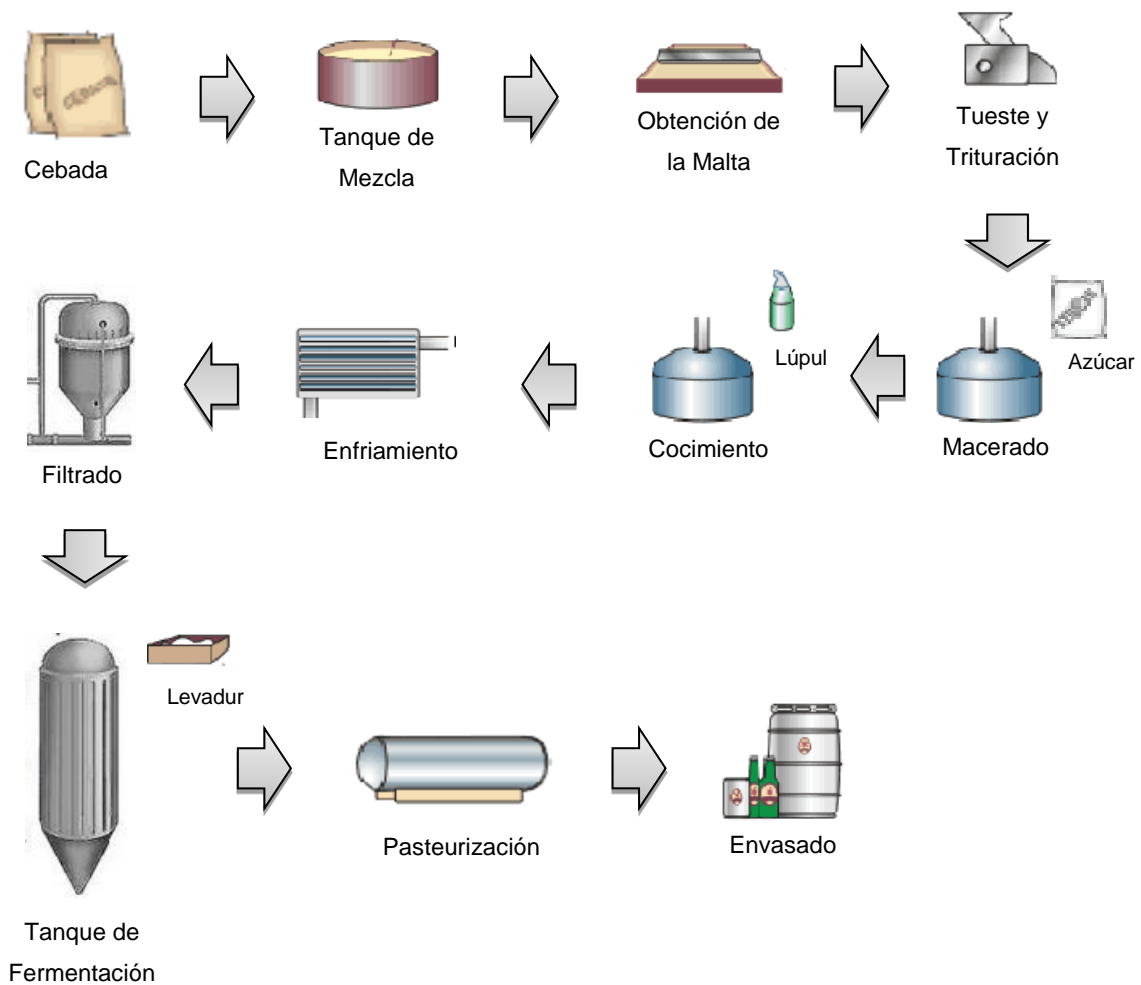 Cebada
Tanque de
Mezcla
Obtención de
la Malta
Tueste y
Trituración
Azúcar
Macerado
Lúpul
Cocimiento
Enfriamiento
Filtrado
Levadur
Tanque de
Fermentación
Pasteurización
Envasado